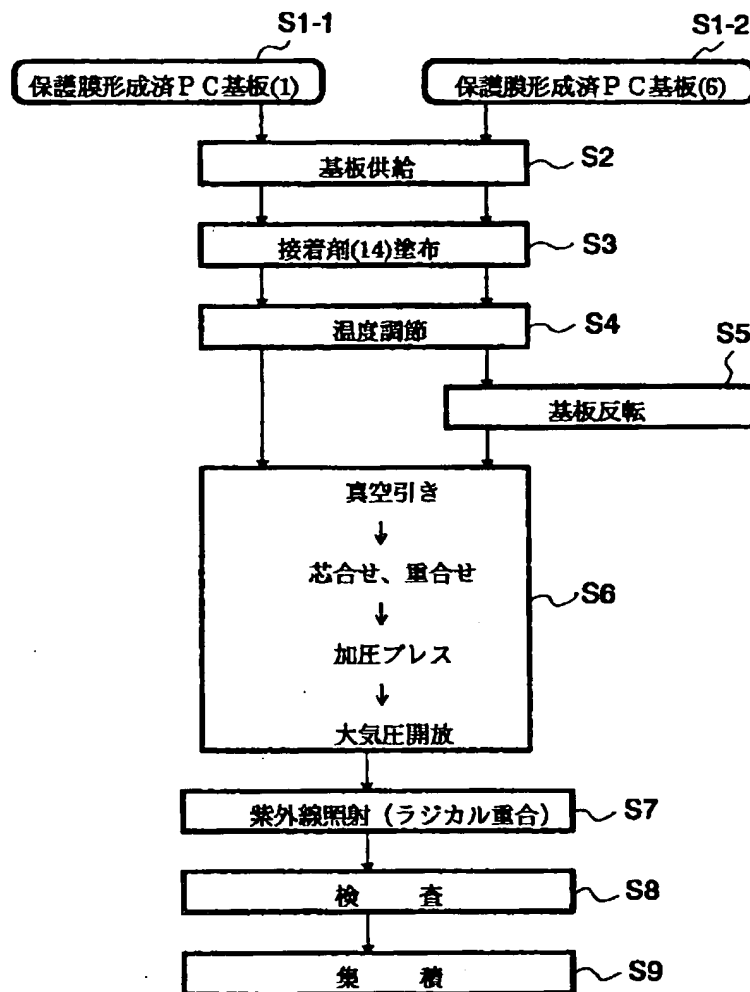 S1-1
S1-2
保護膜形成済PC基板(1)
保護膜形成済PC基板(6)
基板供給
S2
接着剤(14)塗布
S3
温度調節
S4
S5
基板反転
真空引き
↓
芯合せ、重合せ
↓
加圧プレス
↓
大気圧開放
S6
紫外線照射(ラジカル重合)
S7
検 査
S8
集 積
S9